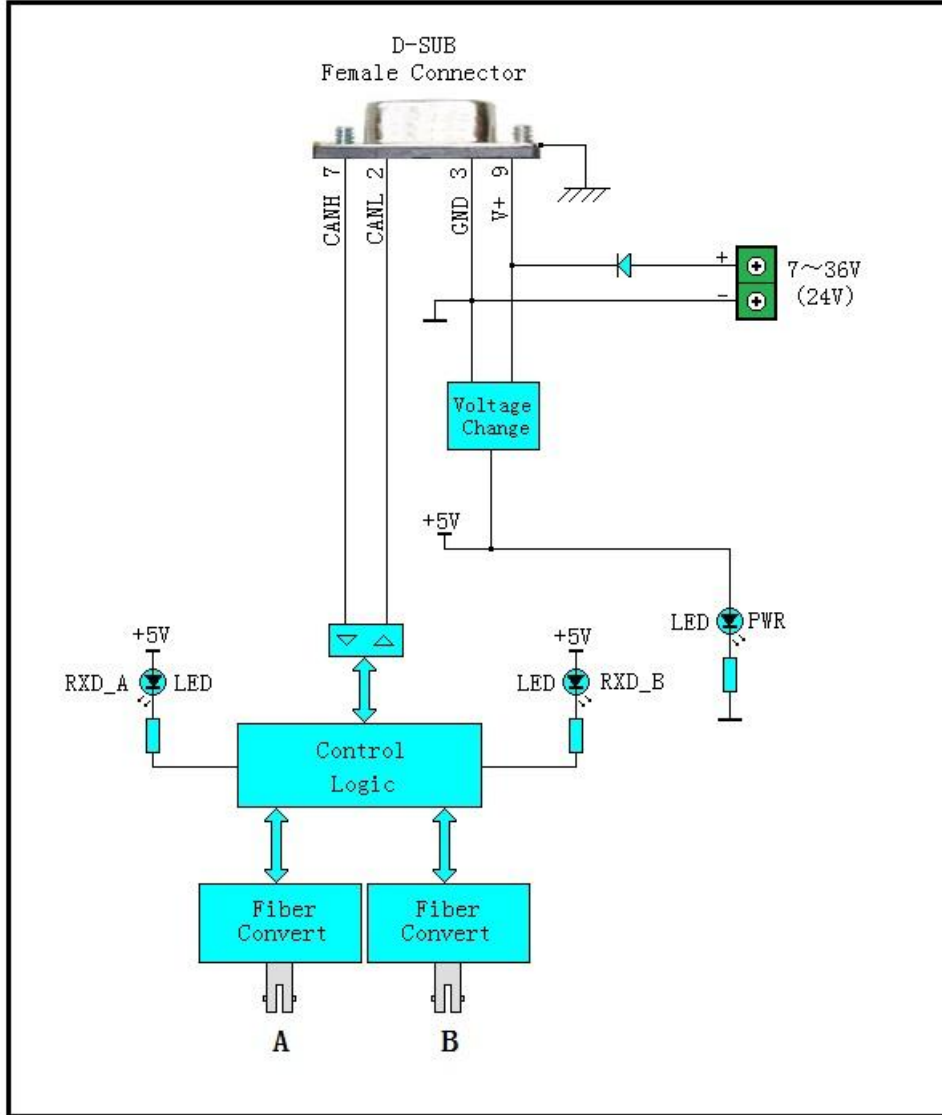 D-SUB
Female Connector
CANH 7
CANL 2
GND 3
V+ 9
+
7～36V
-
(24V)
Voltage
Change
+5V
LED
PWR
+5V
+5V
RXD_A
LED
LED
RXD_B
Control
Logic
Fiber
Convert
Fiber
Convert
A
B